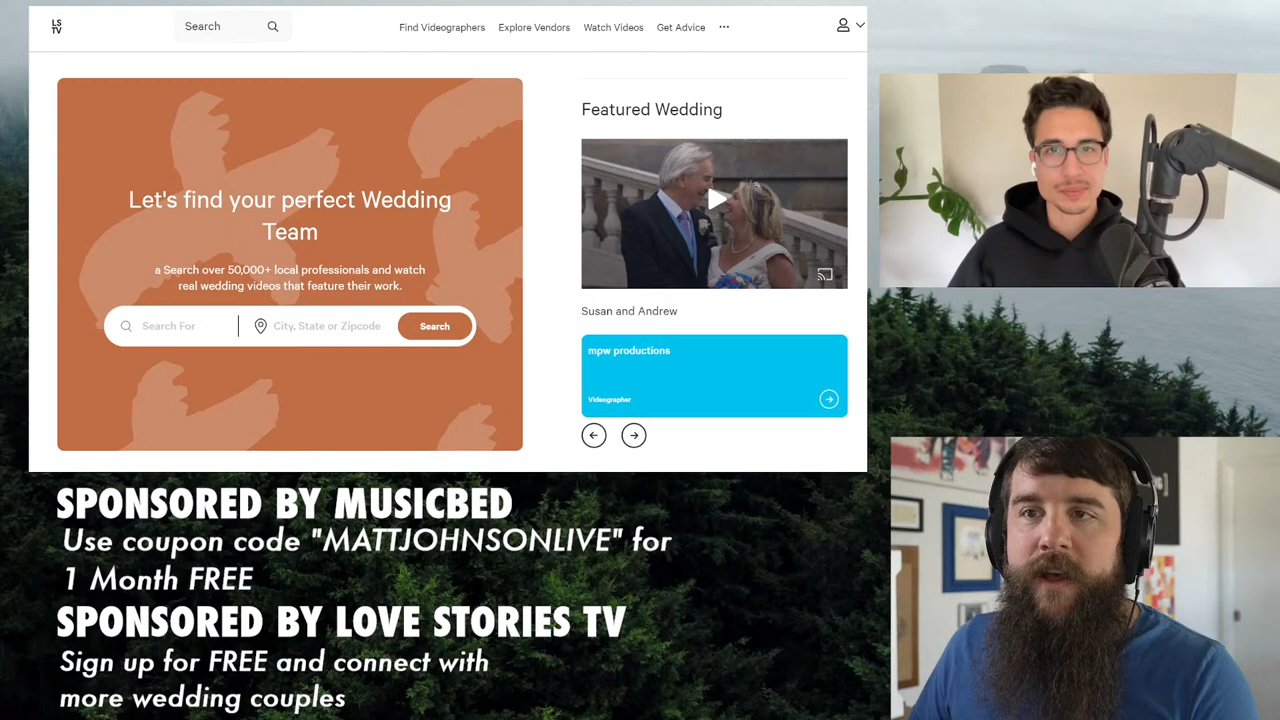 LS
TV
Search
Find Videographers
Explore Vendors
Watch Videos
Get Advice
Let's find your perfect Wedding
Team
a Search over 50,000+ local professionals and watch
real wedding videos that feature their work.
Search For
City, State or Zipcode
Search
Featured Wedding
Susan and Andrew
mpw productions
Videographer
SPONSORED BY MUSICBED
Use coupon code "MATTJOHNSONLIVE" for
1 Month FREE
SPONSORED BY LOVE STORIES TV
Sign up for FREE and connect with
more wedding couples